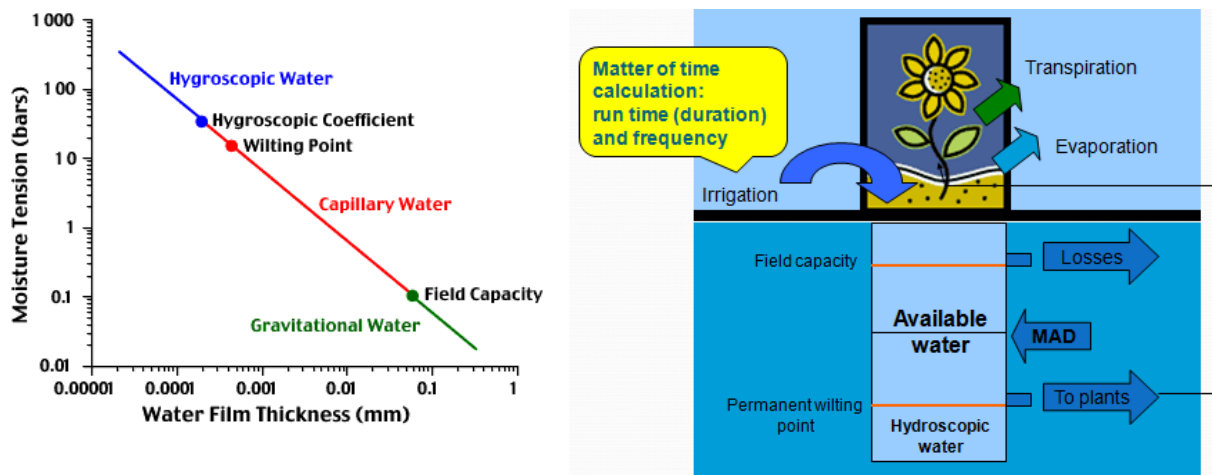 1 000
100
10
1
0.1
0.01
Moisture Tension (bars)
Hygroscopic Water
Hygroscopic Coefficient
Wilting Point
Capillary Water
Field Capacity
Gravitational Water
0.00001
0.0001
0.001
0.01
0.1
1
Water Film Thickness (mm)
Matter of time
calculation:
run time (duration)
and frequency
Transpiration
Evaporation
Irrigation
Field capacity
Losses
Available
water
MAD
To plants
Permanent wilting
point
Hydroscopic
water